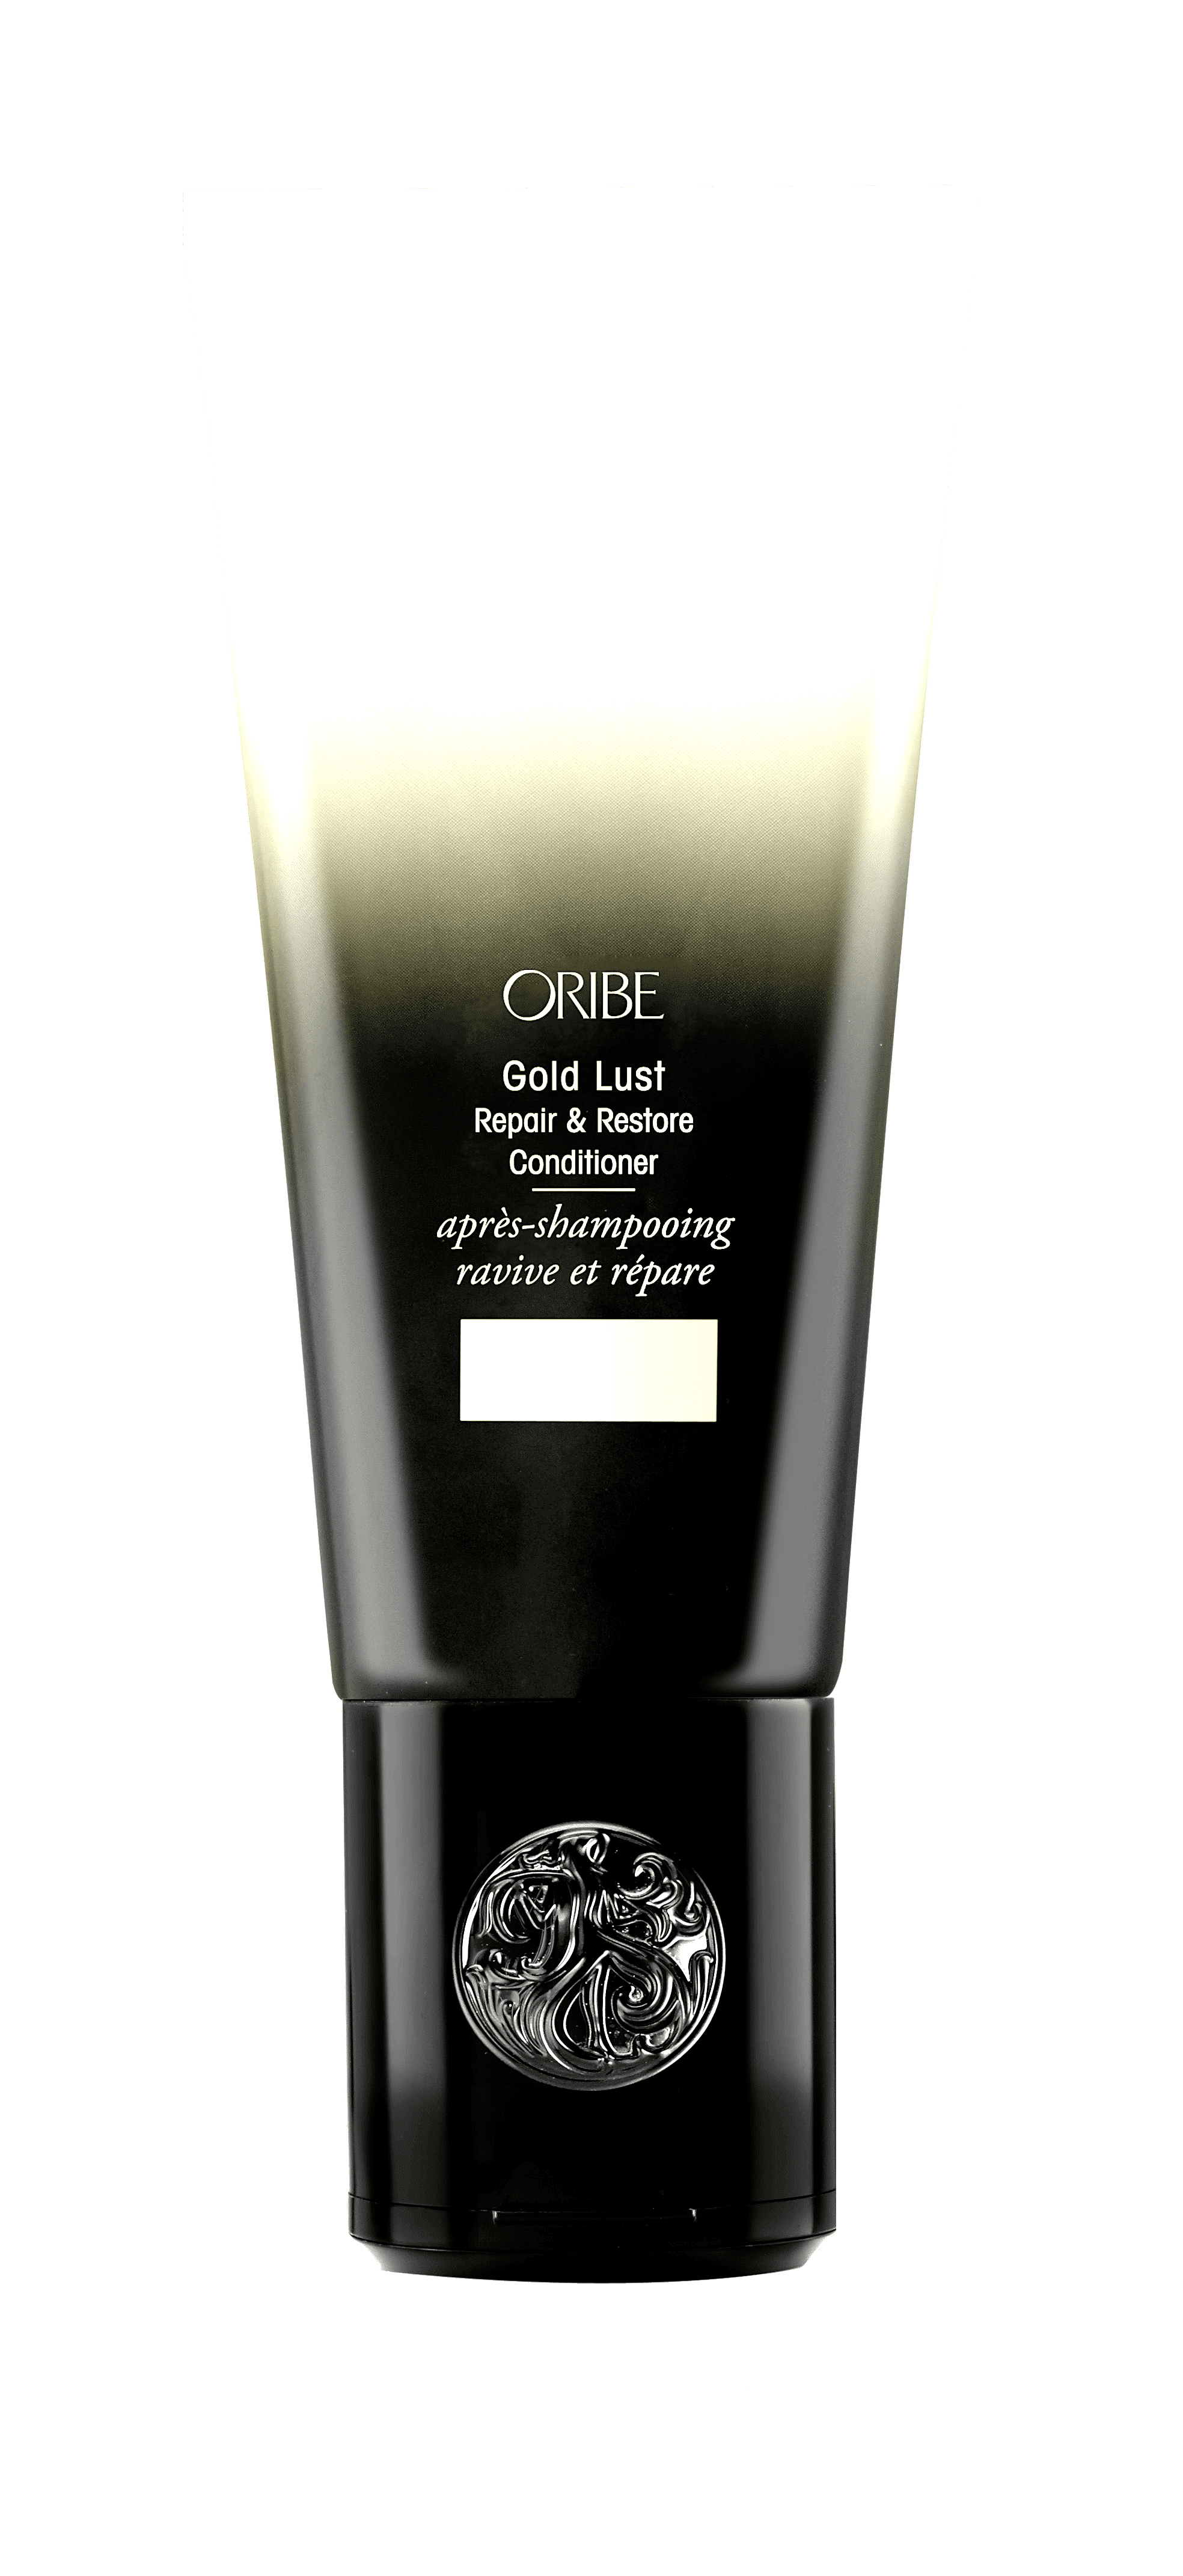 ORIBE
Gold Lust
Repair & Restore
Conditioner
après-shampooing
ravive et répare